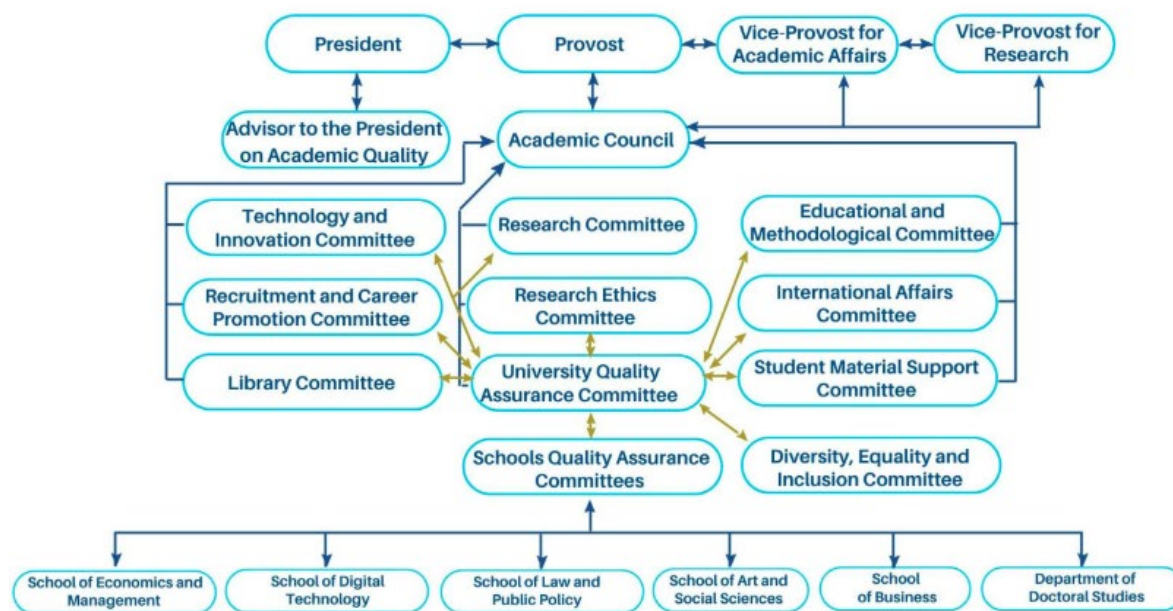 President
Provost
Vice-Provost for
Academic Affairs
Vice-Provost for
Research
Advisor to the President
on Academic Quality
Academic Council
Technology and
Innovation Committee
Research Committee
Educational and
Methodological Committee
Recruitment and Career
Promotion Committee
Research Ethics
Committee
International Affairs
Committee
Library Committee
University Quality
Assurance Committee
Student Material Support
Committee
Schools Quality Assurance
Committees
Diversity, Equality and
Inclusion Committee
School of Economics and
Management
School of Digital
Technology
School of Law and
Public Policy
School of Art and
Social Sciences
School
of Business
Department of
Doctoral Studies